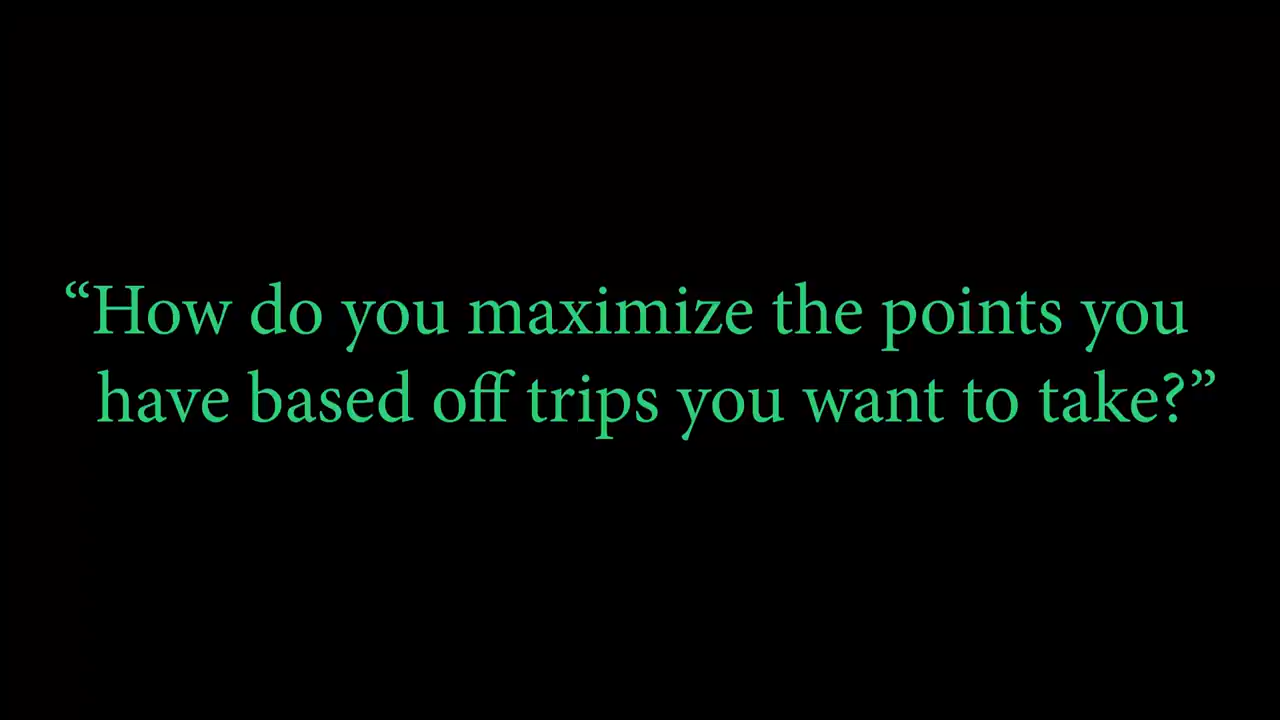 “How do you maximize the points you
have based off trips you want to take?”